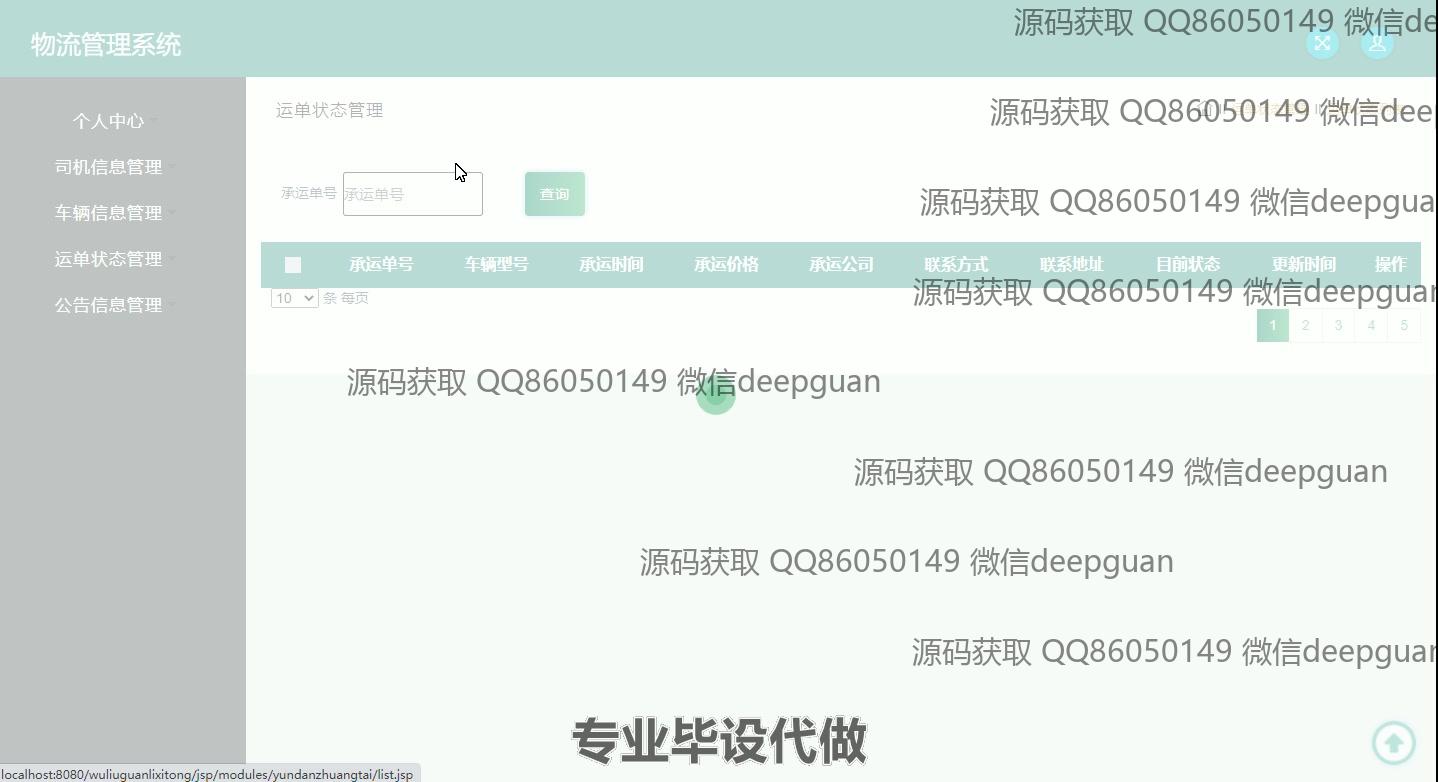 源码获取 QQ86050149 微信de
物流管理系统
个人中心
司机信息管理
车辆信息管理
运单状态管理
公告信息管理
运单状态管理
源码获取 QQ86050149 微信deep
承运单号 承运单号 查询
源码获取 QQ86050149 微信deepgua
承运单号 车辆型号 承运时间 承运价格 承运公司 联系方式 联系地址 目前状态 更新时间 操作
10 条 每页
源码获取 QQ86050149 微信deepguan
1 2 3 4 5
源码获取 QQ86050149 微信deepguan
源码获取 QQ86050149 微信deepguan
源码获取 QQ86050149 微信deepguan
源码获取 QQ86050149 微信deepguan
专业毕设代做
localhost:8080/wuliuguanlixitong/jsp/modules/yundanzhuangtai/list.jsp